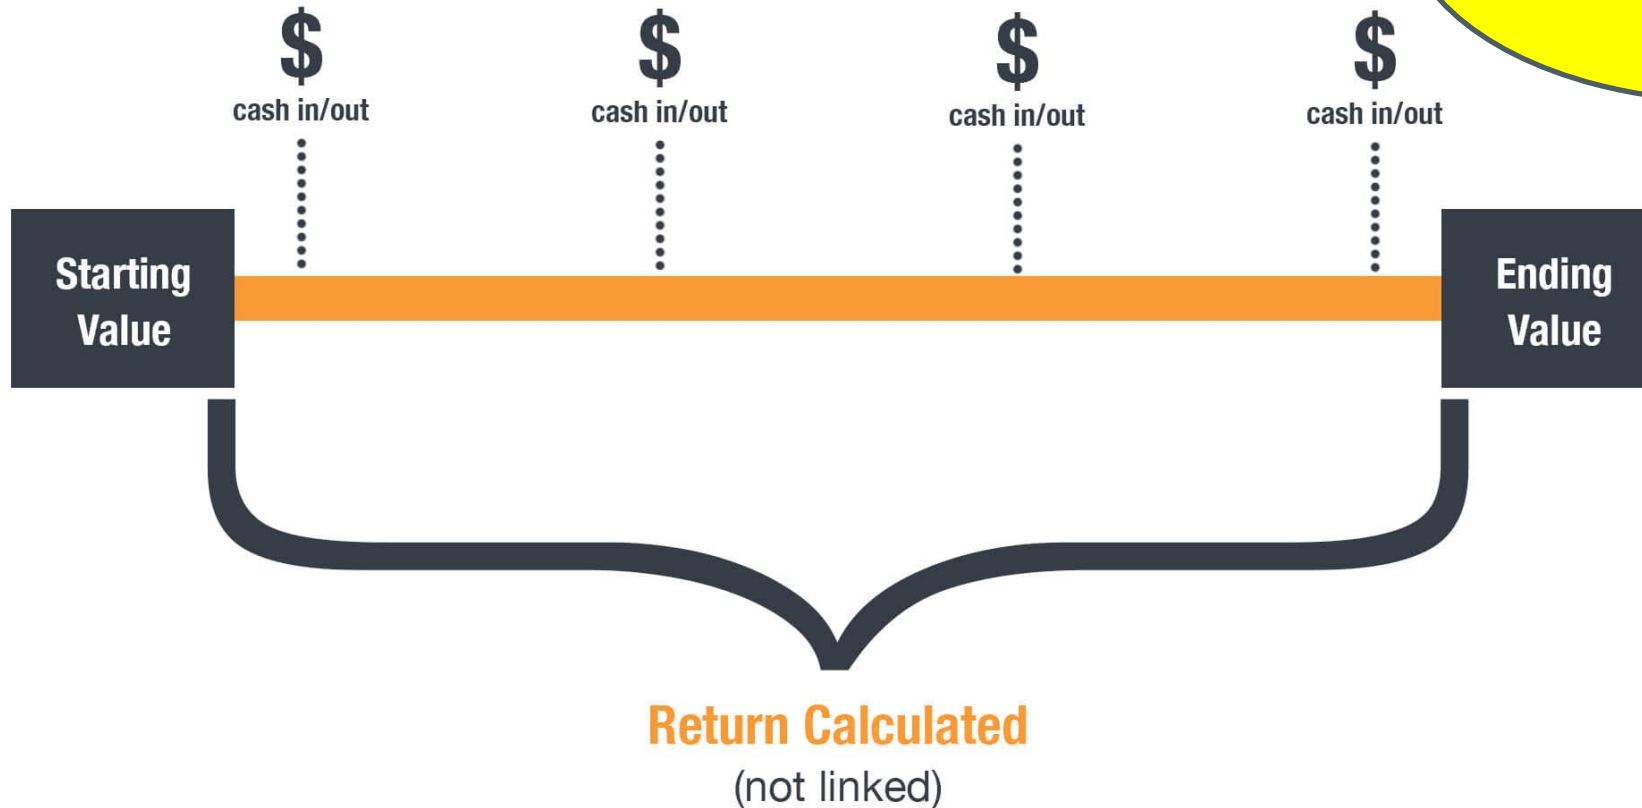 $ $ $ $
cash in/out cash in/out cash in/out cash in/out
Starting
Value
Ending
Value
Return Calculated
(not linked)